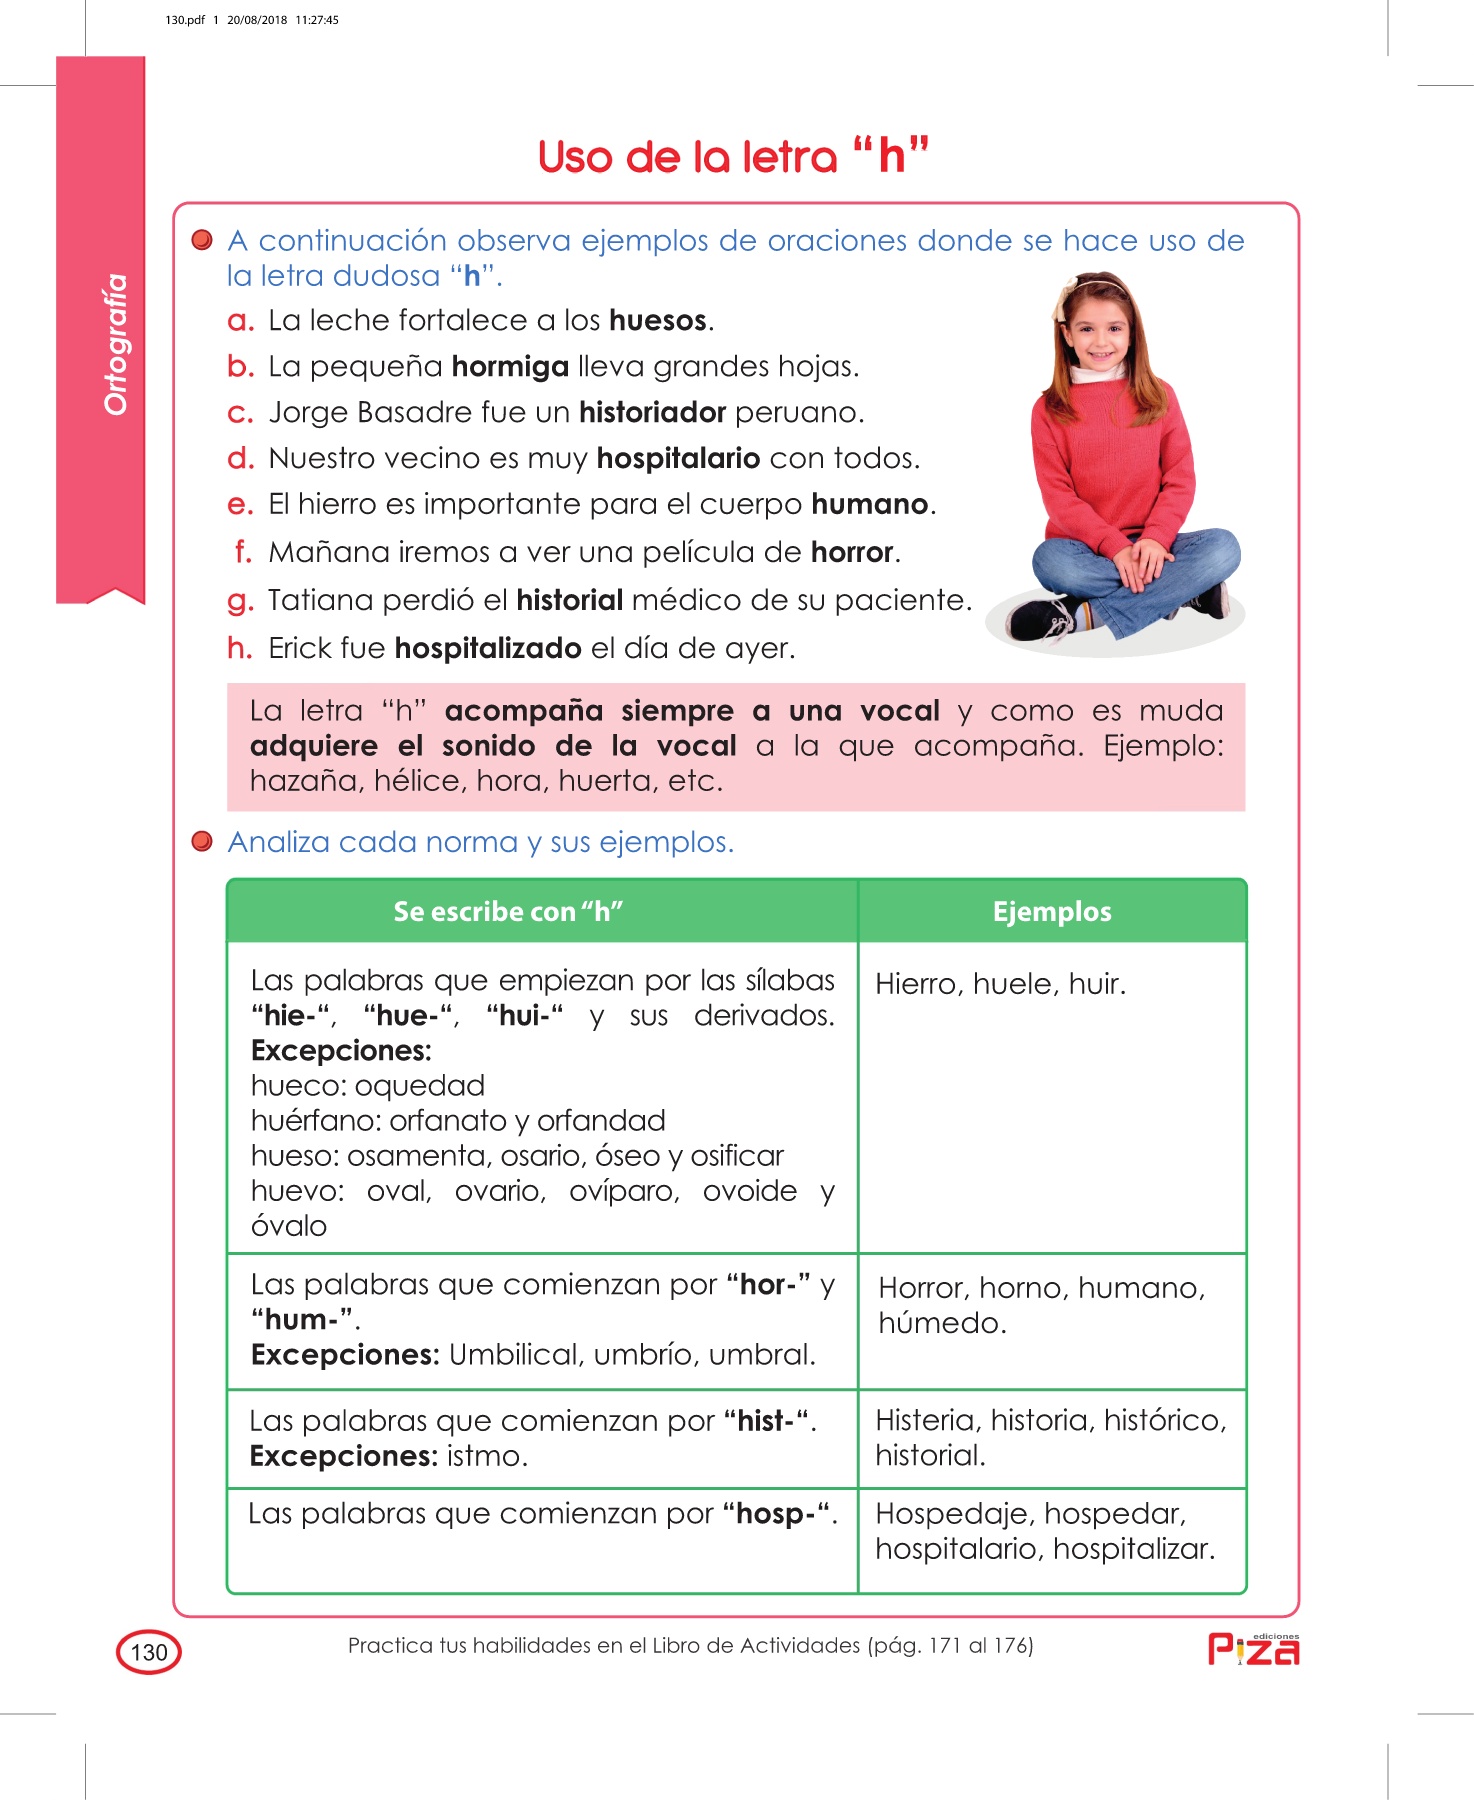 130.pdf 1 20/08/2018 11:27:45
Ortografía
Uso de la letra “h”
A continuación observa ejemplos de oraciones donde se hace uso de
la letra dudosa “h”.
a. La leche fortalece a los huesos.
b. La pequeña hormiga lleva grandes hojas.
c. Jorge Basadre fue un historiador peruano.
d. Nuestro vecino es muy hospitalario con todos.
e. El hierro es importante para el cuerpo humano.
f. Mañana iremos a ver una película de horror.
g. Tatiana perdió el historial médico de su paciente.
h. Erick fue hospitalizado el día de ayer.
La letra “h” acompaña siempre a una vocal y como es muda
adquiere el sonido de la vocal a la que acompaña. Ejemplo:
hazaña, hélice, hora, huerta, etc.
Analiza cada norma y sus ejemplos.
Se escribe con “h”
Ejemplos
Las palabras que empiezan por las sílabas
“hie-“, “hue-“, “hui-“ y sus derivados.
Excepciones:
hueco: oquedad
huérfano: orfanato y orfandad
hueso: osamenta, osario, óseo y osificar
huevo: oval, ovario, ovíparo, ovoide y
óvalo
Hierro, huele, huir.
Las palabras que comienzan por “hor-” y
“hum-”.
Excepciones: Umbilical, umbrío, umbral.
Horror, horno, humano,
húmedo.
Las palabras que comienzan por “hist-“.
Excepciones: istmo.
Histeria, historia, histórico,
historial.
Las palabras que comienzan por “hosp-“.
Hospedaje, hospedar,
hospitalario, hospitalizar.
130
Practica tus habilidades en el Libro de Actividades (pág. 171 al 176)
ediciones
Piza